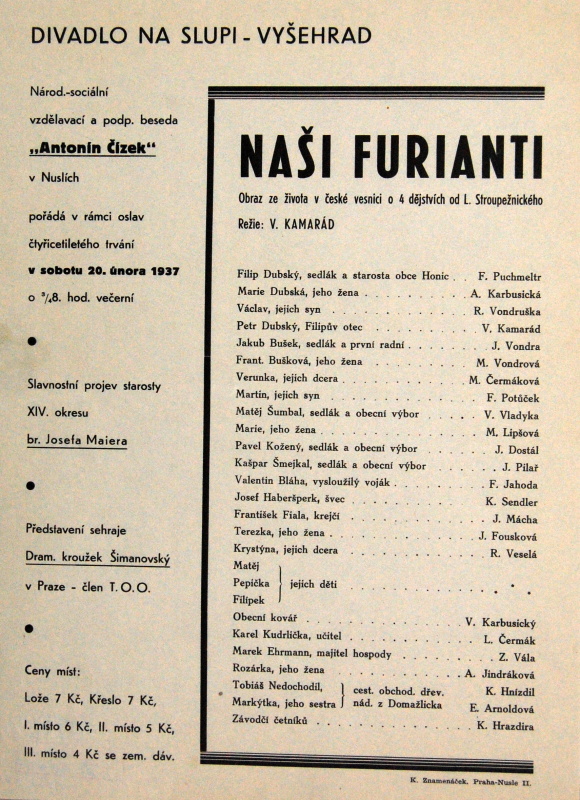 DIVADLO NA SLUPI - VYŠEHRAD
Národ.-sociální
vzdělavací a podp. beseda
„Antonín Čížek“
v Nuslích
pořádá v rámci oslav
čtyřicetiletého trvání
v sobotu 20. února 1937
o ¾8. hod. večerní
●
Slavnostní projev starosty
XIV. okresu
br. Josefa Maiera
●
Představení sehraje
Dram. kroužek Šimanovský
v Praze - člen T.O.O.
●
Ceny míst:
Lože 7 Kč, Křeslo 7 Kč,
I. místo 6 Kč, II. místo 5 Kč,
III. místo 4 Kč se zem. dáv.
NAŠI FURIANTI
Obraz ze života v české vesnici o 4 dějstvích od L. Stroupežnického
Režie: V. KAMARÁD
Filip Dubský, sedlák a starosta obce Honic . F. Puchmeltr
Marie Dubská, jeho žena . . . . . . . . . . A. Karbusická
Václav, jejich syn . . . . . . . . . . . R. Vondruška
Petr Dubský, Filipův otec . . . . . . . . . V. Kamarád
Jakub Bušek, sedlák a první radní . . . . . . . J. Vondra
Frant. Bušková, jeho žena . . . . . . . . . M. Vondrová
Verunka, jejich dcera . . . . . . . . . . M. Čermáková
Martin, jejich syn . . . . . . . . . . . . F. Potůček
Matěj Šumbal, sedlák a obecní výbor . . . . . V. Vladyka
Marie, jeho žena . . . . . . . . . . . . M. Lipšová
Pavel Kožený, sedlák a obecní výbor . . . . . . J. Dostál
Kašpar Šmejkal, sedlák a obecní výbor . . . . . J. Pilař
Valentin Bláha, vysloužilý voják . . . . . . . F. Jahoda
Josef Haberšperk, švec . . . . . . . . . . K. Sendler
František Fiala, krejčí . . . . . . . . . . . J. Mácha
Terezka, jeho žena . . . . . . . . . . . J. Fousková
Krystýna, jejich dcera . . . . . . . . . . . R. Veselá
Matěj
Pepička } jejich děti . . . . . . . . . .
Filípek
Obecní kovář . . . . . . . . . . . . V. Karbusický
Karel Kudrlička, učitel . . . . . . . . . . . L. Čermák
Marek Ehrmann, majitel hospody . . . . . . . . Z. Vála
Rozárka, jeho žena . . . . . . . . . . . A. Jindráková
Tobiáš Nedochodil, } cest. obchod. dřev. K. Hnízdil
Markýtka, jeho sestra } nád. z Domažlicka E. Arnoldová
Závodčí četníků . . . . . . . . . . . . K. Hrazdira
K. Znamenáček, Praha-Nusle II.